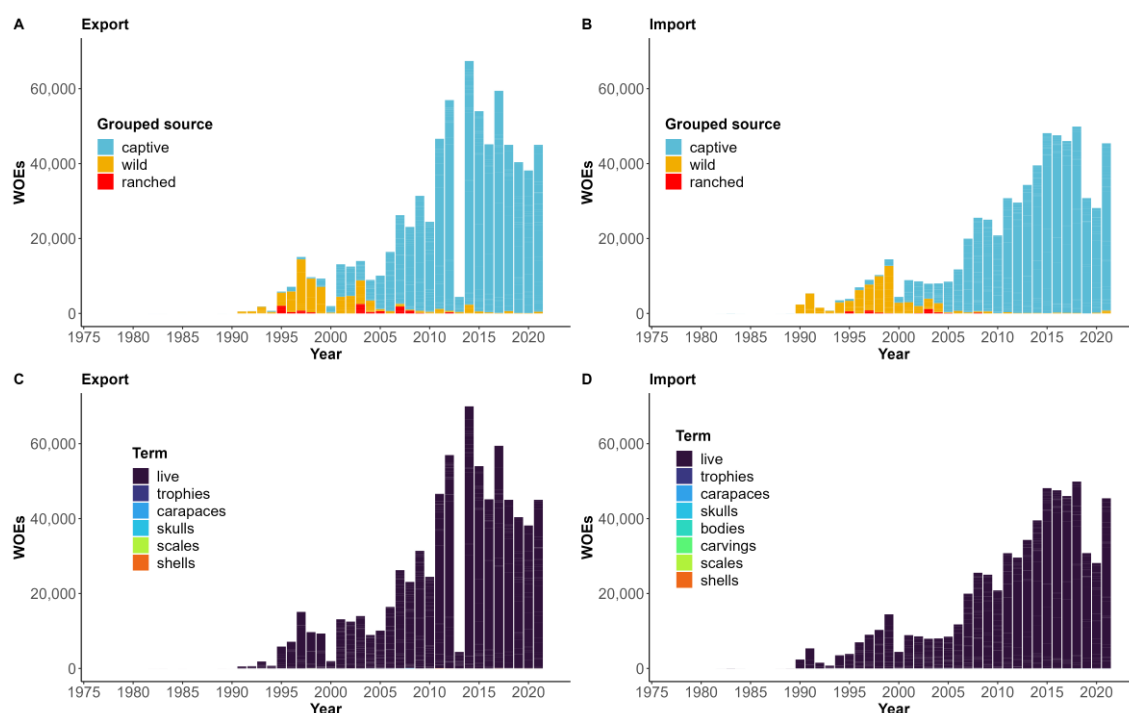 A Export
60,000
40,000
20,000
0
WOEs
Grouped source
captive
wild
ranched
1975 1980 1985 1990 1995 2000 2005 2010 2015 2020
Year
B Import
60,000
40,000
20,000
0
WOEs
Grouped source
captive
wild
ranched
1975 1980 1985 1990 1995 2000 2005 2010 2015 2020
Year
C Export
60,000
40,000
20,000
0
WOEs
Term
live
trophies
carapaces
skulls
scales
shells
1975 1980 1985 1990 1995 2000 2005 2010 2015 2020
Year
D Import
60,000
40,000
20,000
0
WOEs
Term
live
trophies
carapaces
skulls
bodies
carvings
scales
shells
1975 1980 1985 1990 1995 2000 2005 2010 2015 2020
Year